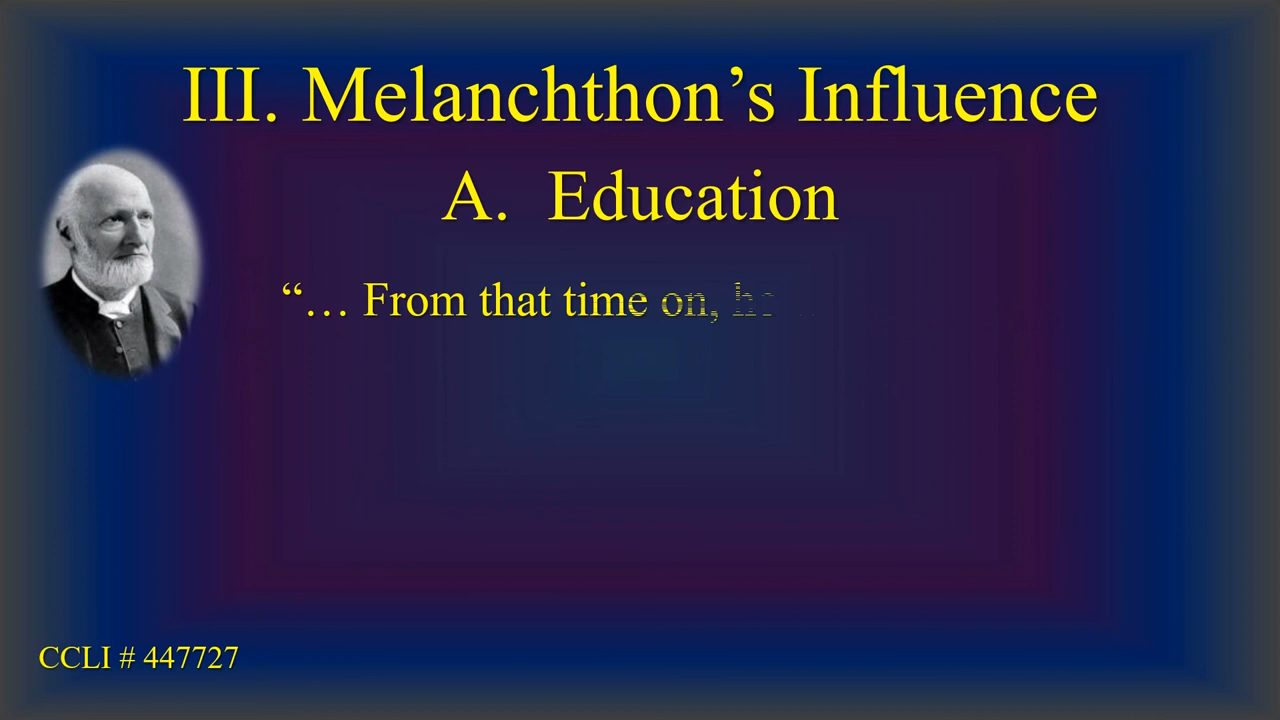 III. Melanchthon’s Influence
A. Education
“… From that time on,
CCLI # 447727